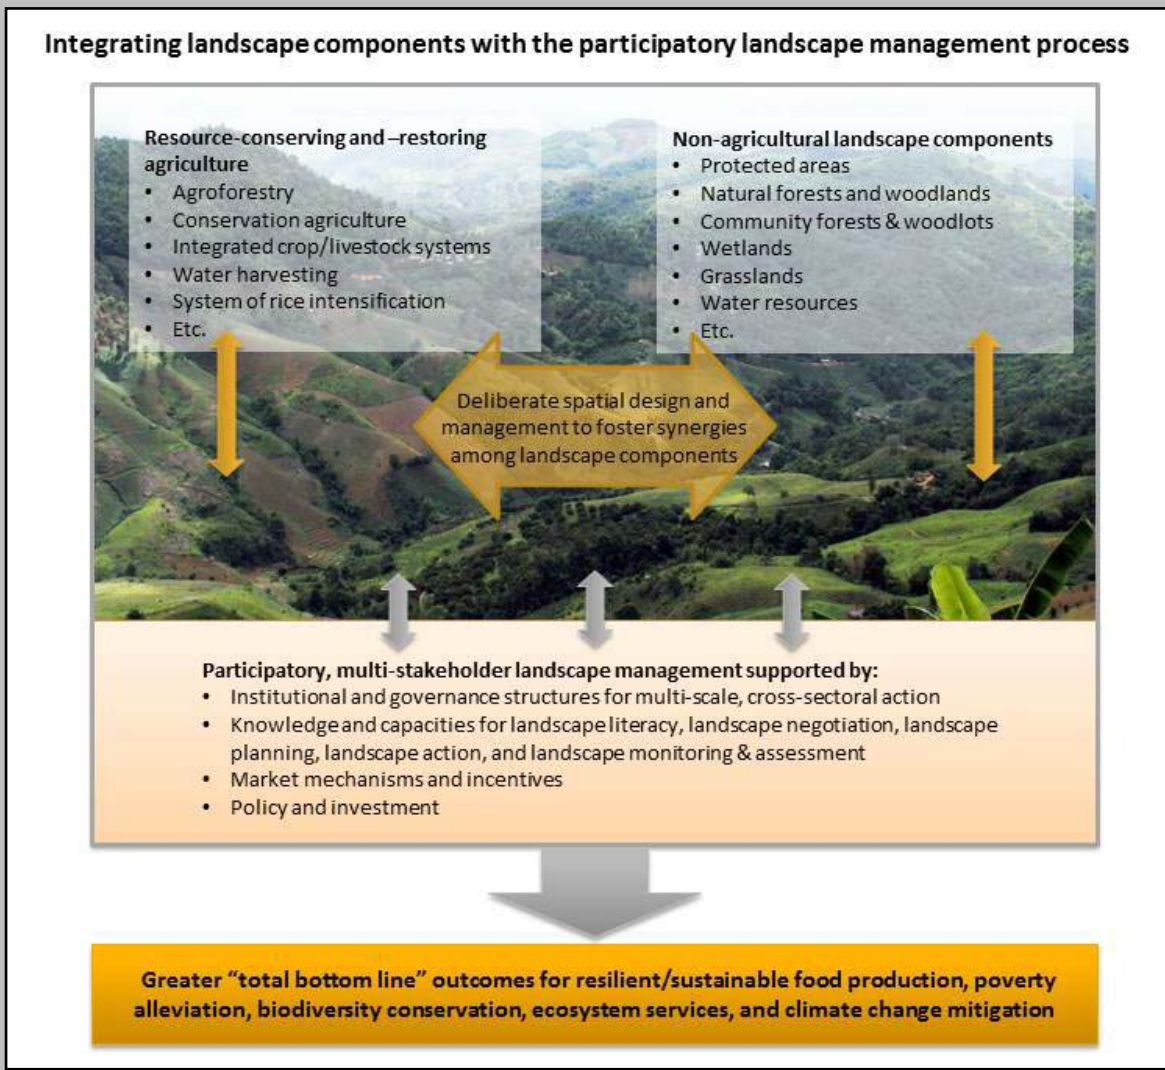 Integrating landscape components with the participatory landscape management process
Resource-conserving and –restoring
agriculture
• Agroforestry
• Conservation agriculture
• Integrated crop/livestock systems
• Water harvesting
• System of rice intensification
• Etc.
Non-agricultural landscape components
• Protected areas
• Natural forests and woodlands
• Community forests & woodlots
• Wetlands
• Grasslands
• Water resources
• Etc.
Deliberate spatial design and
management to foster synergies
among landscape components
Participatory, multi-stakeholder landscape management supported by:
• Institutional and governance structures for multi-scale, cross-sectoral action
• Knowledge and capacities for landscape literacy, landscape negotiation, landscape
planning, landscape action, and landscape monitoring & assessment
• Market mechanisms and incentives
• Policy and investment
Greater “total bottom line” outcomes for resilient/sustainable food production, poverty
alleviation, biodiversity conservation, ecosystem services, and climate change mitigation